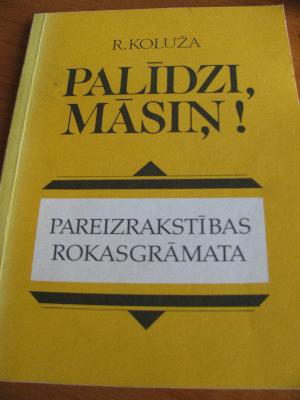 R. KOLUŽA
PALĪDZI,
MĀSIŅ!
PAREIZRAKSTĪBAS
ROKASGRĀMATA